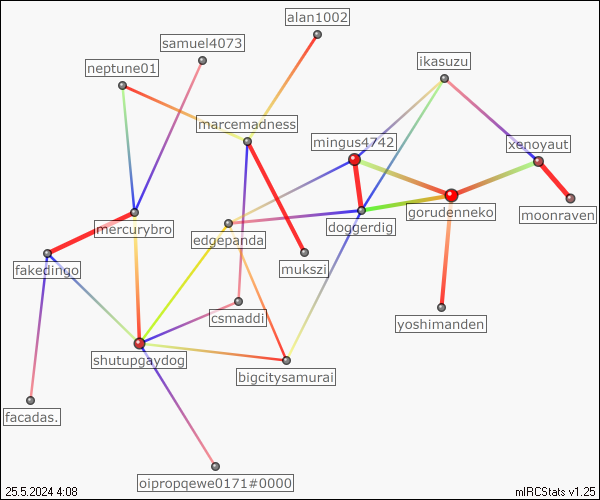 alan1002
samuel4073
ikasuzu
neptune01
marcemadness
mingus4742
xenoyaut
gorudenneko
moonraven
mercurybro
doggerdig
edgepanda
fakedingo
mukszi
csmaddi
yoshimanden
shutupgaydog
bigcitysamurai
facadas.
oipropqewe0171#0000
25.5.2024 4:08
mIRCStats v1.25